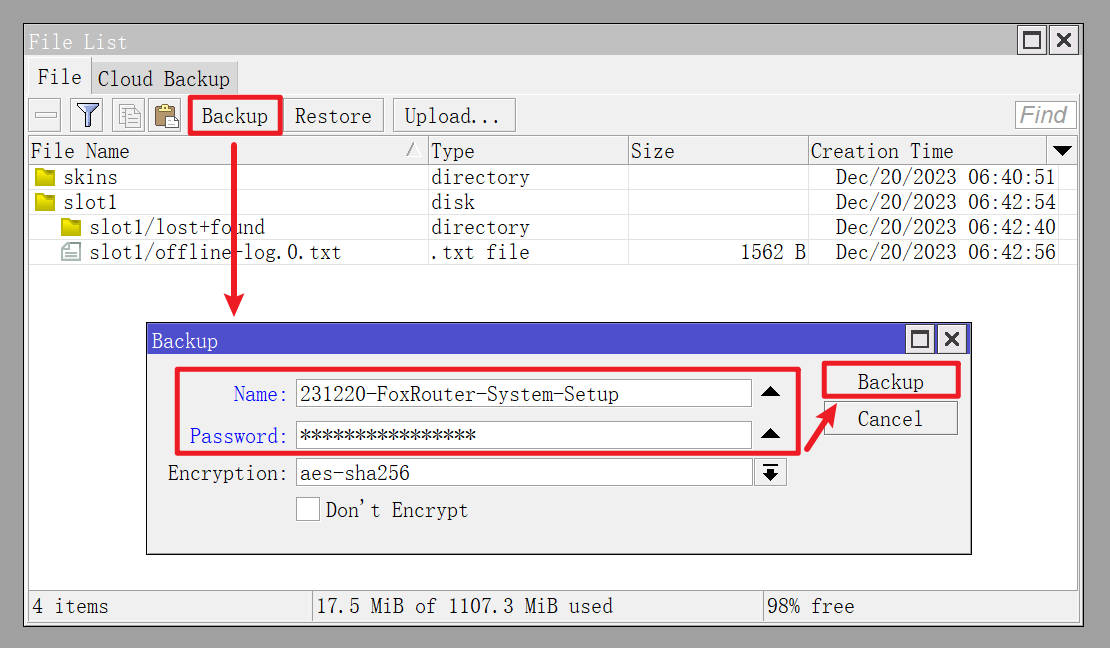 File List
File Cloud Backup
Backup Restore Upload... Find
File Name Type Size Creation Time
skins directory Dec/20/2023 06:40:51
slot1 disk Dec/20/2023 06:42:54
slot1/lost+found directory Dec/20/2023 06:42:40
slot1/offline-log.0.txt .txt file 1562 B Dec/20/2023 06:42:56
Backup
Name: 231220-FoxRouter-System-Setup Backup
Password: **************** Cancel
Encryption: aes-sha256
Don't Encrypt
4 items 17.5 MiB of 1107.3 MiB used 98% free